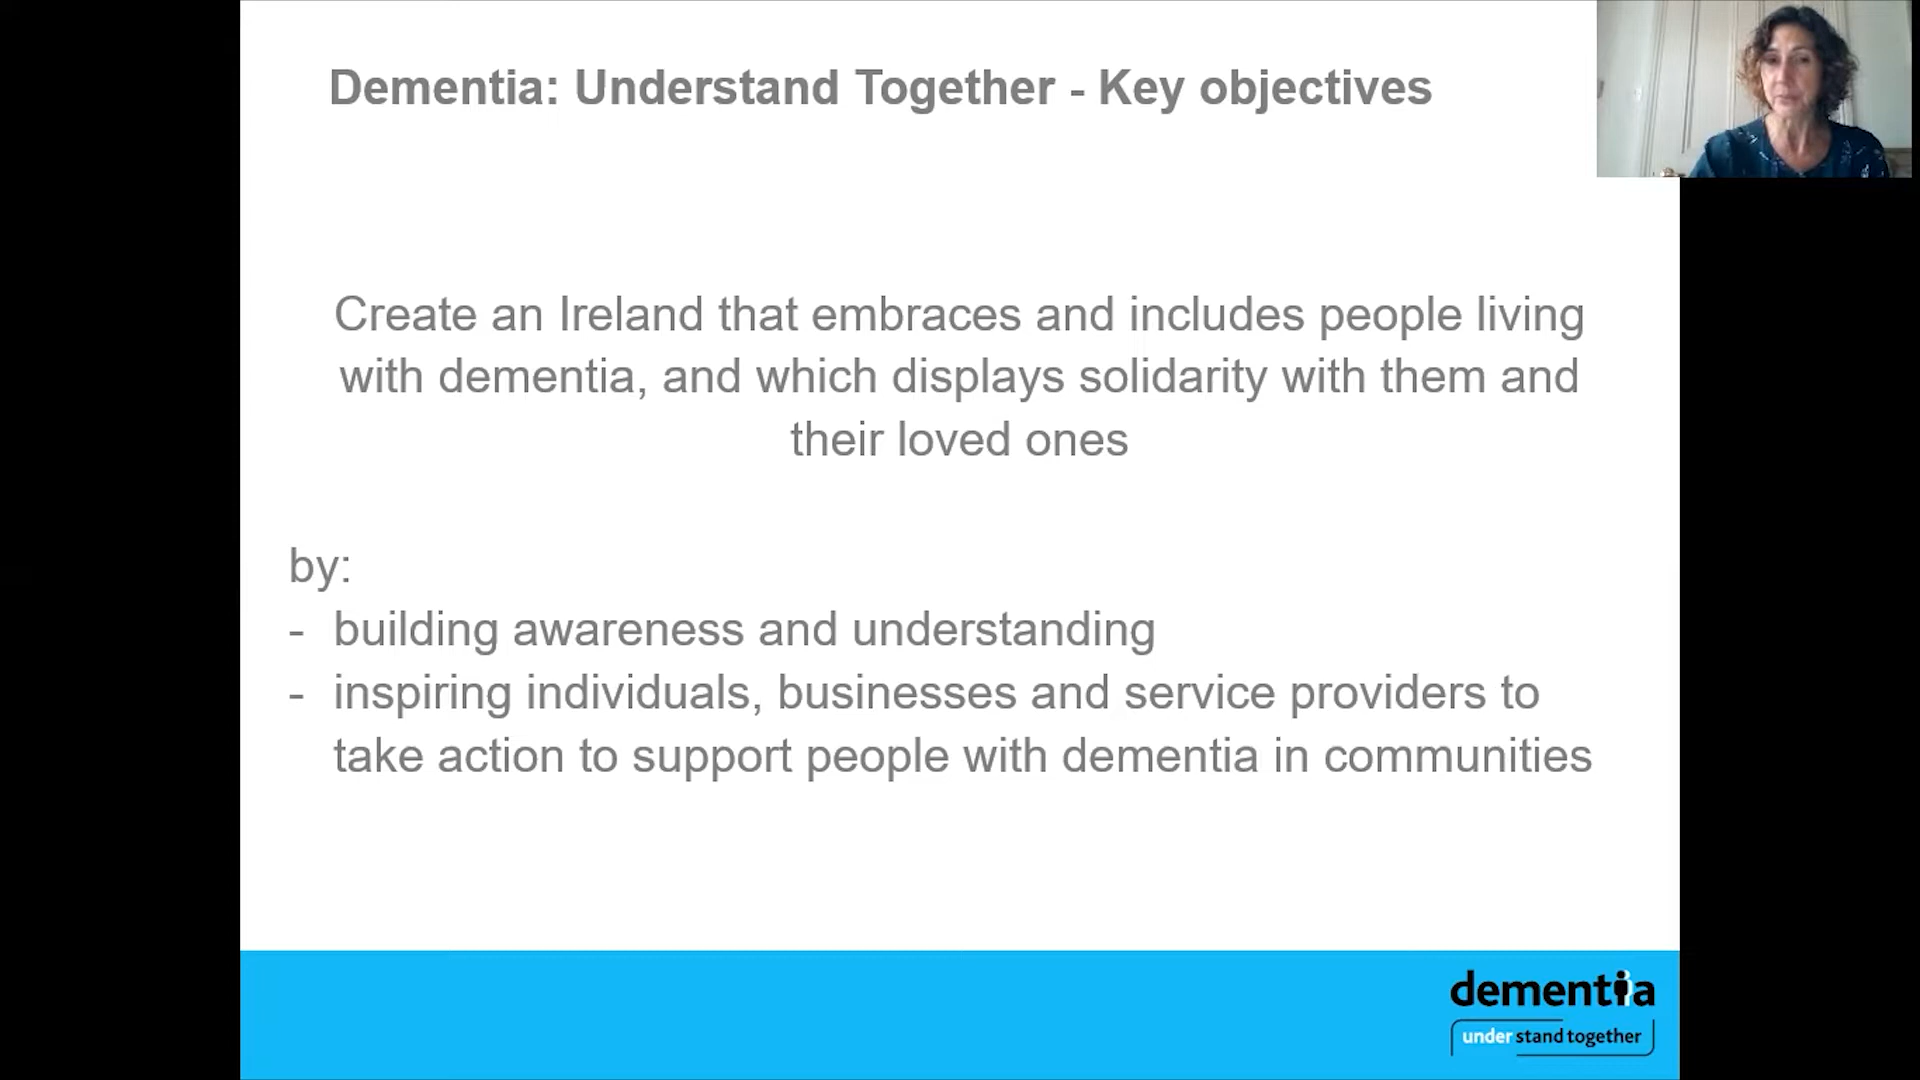 Dementia: Understand Together - Key objectives
Create an Ireland that embraces and includes people living
with dementia, and which displays solidarity with them and
their loved ones
by:
- building awareness and understanding
- inspiring individuals, businesses and service providers to
take action to support people with dementia in communities
dementia
understand together